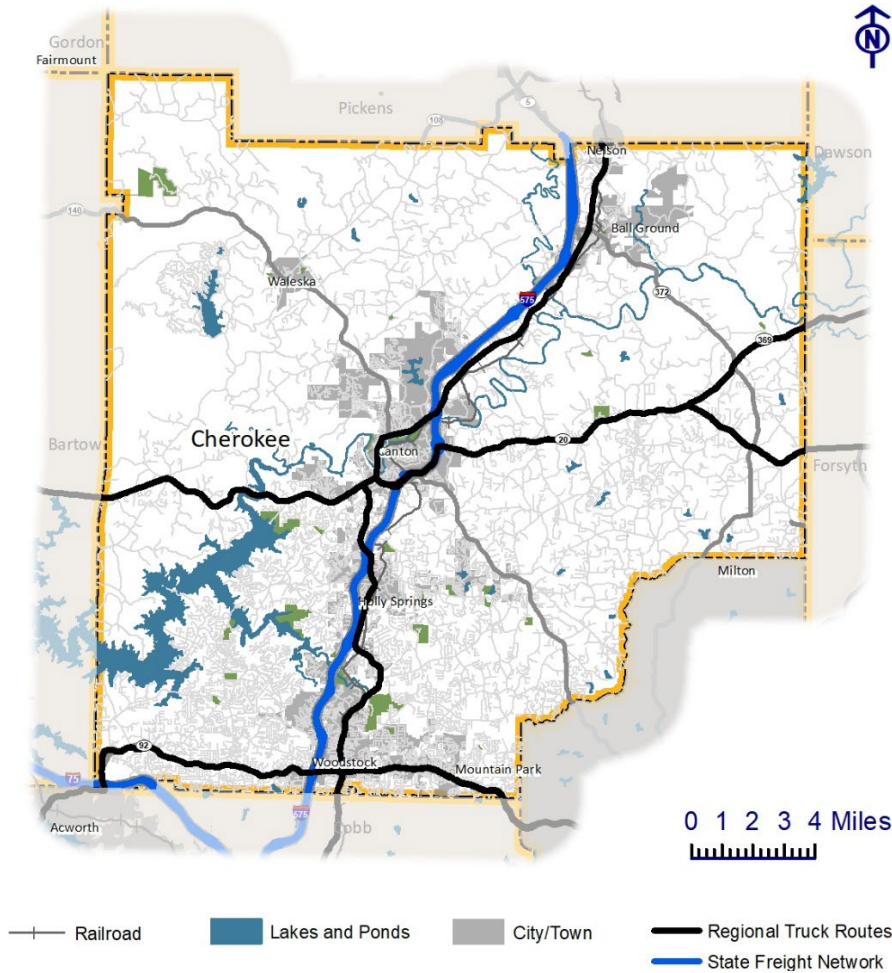 N
Gordon
Fairmount
Pickens
5
108
Nelson
Dawson
140
Ball Ground
Waleska
372
575
369
Cherokee
Bartow
Canton
20
Forsyth
Milton
Holly Springs
92
Woodstock
Mountain Park
75
575
Acworth
Cobb
0 1 2 3 4 Miles
Railroad
Lakes and Ponds
City/Town
Regional Truck Routes
State Freight Network